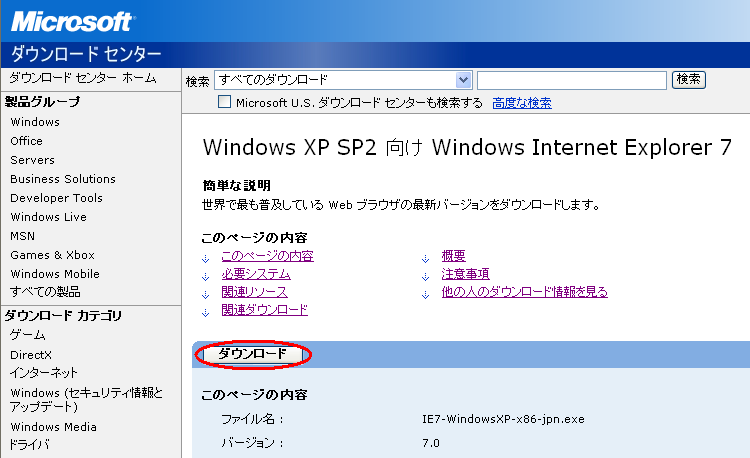 Microsoft
ダウンロード センター
ダウンロード センター ホーム
製品グループ
Windows
Office
Servers
Business Solutions
Developer Tools
Windows Live
MSN
Games & Xbox
Windows Mobile
すべての製品
ダウンロード カテゴリ
ゲーム
DirectX
インターネット
Windows (セキュリティ情報と
アップデート)
Windows Media
ドライバ
検索 すべてのダウンロード 検索
Microsoft U.S. ダウンロード センターも検索する 高度な検索
Windows XP SP2 向け Windows Internet Explorer 7
簡単な説明
世界で最も普及している Web ブラウザの最新バージョンをダウンロードします。
このページの内容
このページの内容 概要
必要システム 注意事項
関連リソース 他の人のダウンロード情報を見る
関連ダウンロード
ダウンロード
このページの内容
ファイル名 : IE7-WindowsXP-x86-jpn.exe
バージョン : 7.0